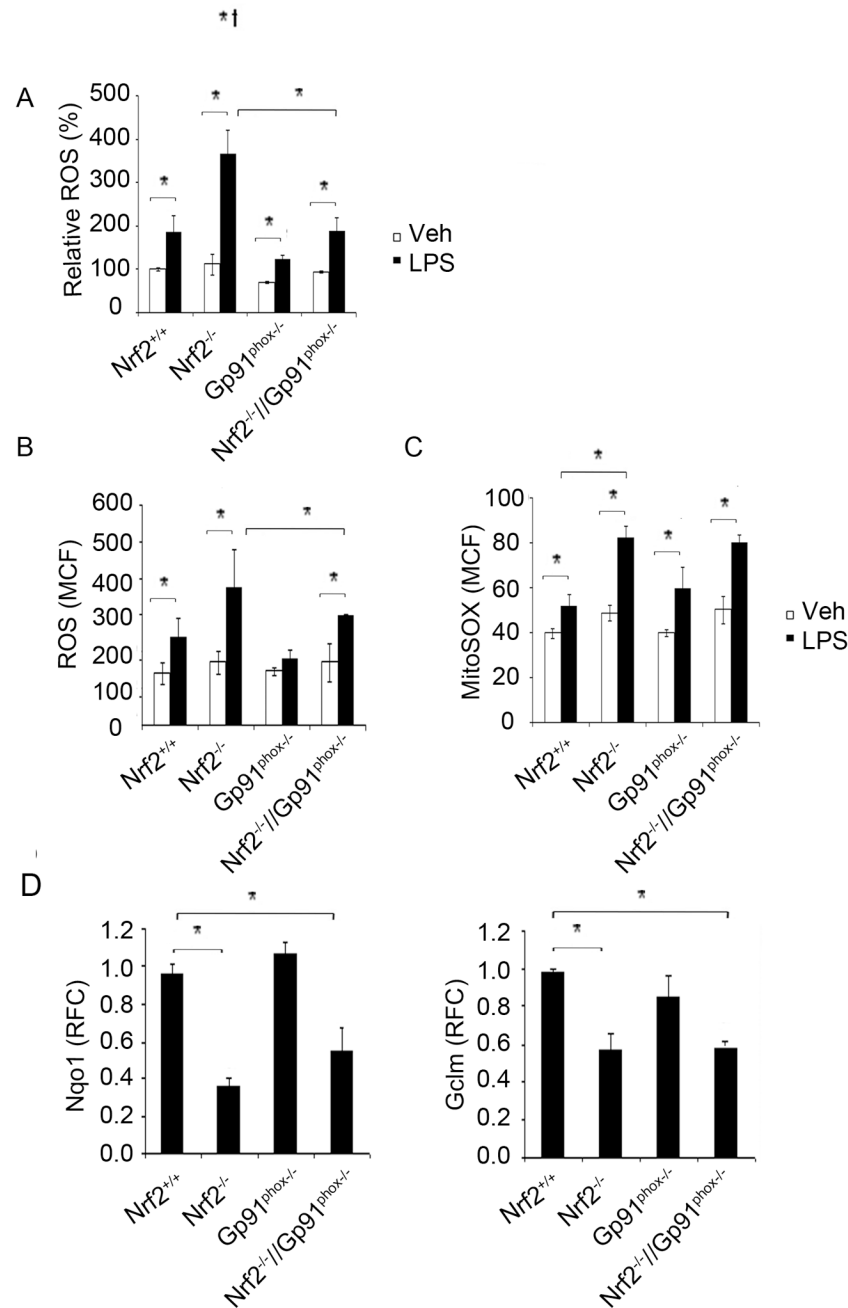 *†
A
Relative ROS (%)
500
400
300
200
100
0
*
*
*
*
*
Nrf2+/+
Nrf2-/-
Gp91phox-/-
Nrf2-/-//Gp91phox-/-
Veh
LPS
B
ROS (MCF)
600
500
400
300
200
100
0
*
*
*
*
Nrf2+/+
Nrf2-/-
Gp91phox-/-
Nrf2-/-//Gp91phox-/-
C
MitoSOX (MCF)
100
80
60
40
20
0
*
*
*
*
*
Nrf2+/+
Nrf2-/-
Gp91phox-/-
Nrf2-/-//Gp91phox-/-
Veh
LPS
D
Nqo1 (RFC)
1.2
1.0
0.8
0.6
0.4
0.2
0.0
*
*
Nrf2+/+
Nrf2-/-
Gp91phox-/-
Nrf2-/-//Gp91phox-/-
Gclm (RFC)
1.2
1.0
0.8
0.6
0.4
0.2
0.0
*
*
Nrf2+/+
Nrf2-/-
Gp91phox-/-
Nrf2-/-//Gp91phox-/-